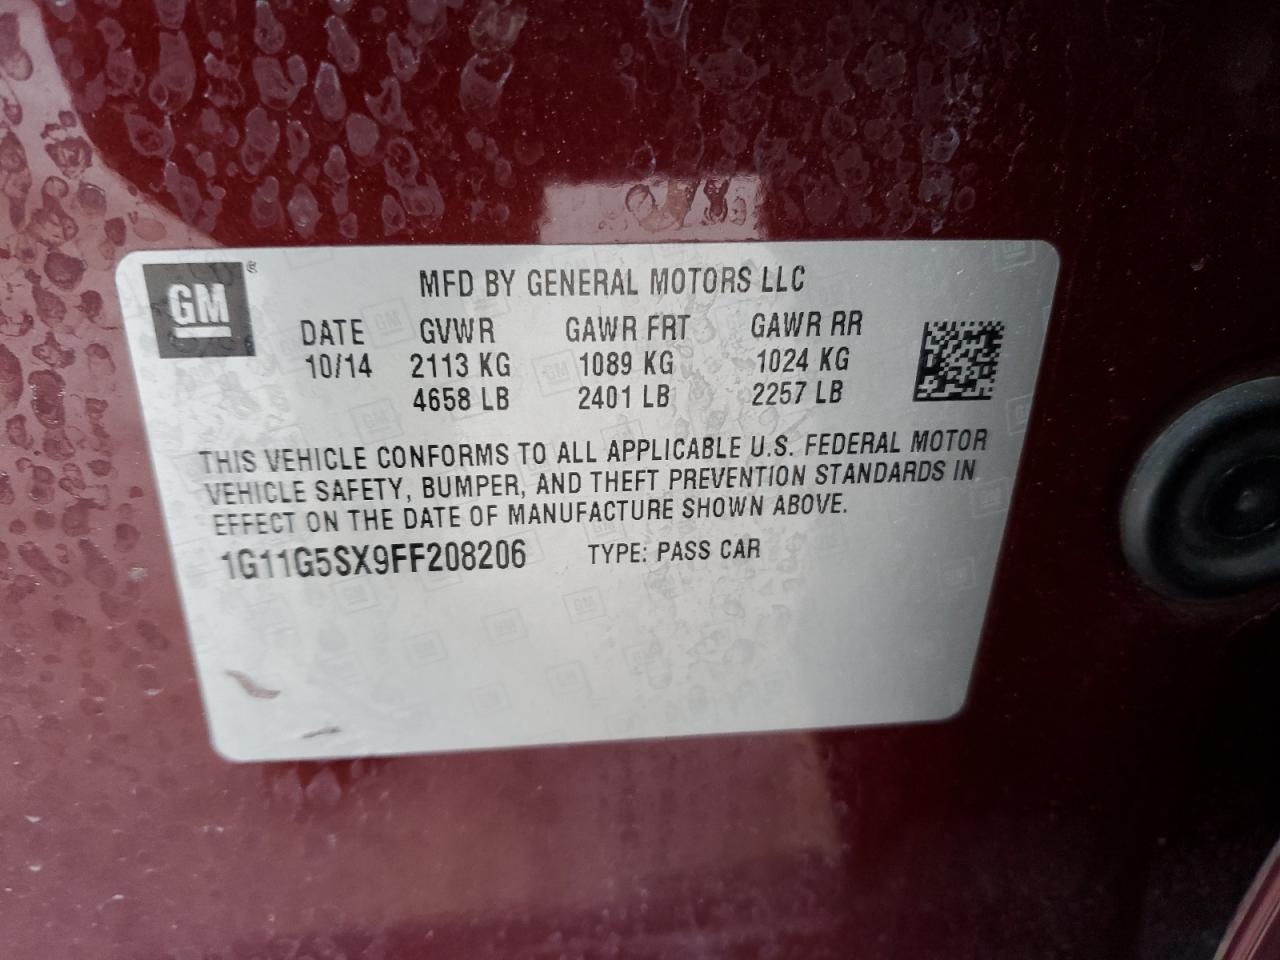 GM ®
MFD BY GENERAL MOTORS LLC
DATE GVWR GAWR FRT GAWR RR
10/14 2113 KG 1089 KG 1024 KG
4658 LB 2401 LB 2257 LB
THIS VEHICLE CONFORMS TO ALL APPLICABLE U.S. FEDERAL MOTOR
VEHICLE SAFETY, BUMPER, AND THEFT PREVENTION STANDARDS IN
EFFECT ON THE DATE OF MANUFACTURE SHOWN ABOVE.
1G11G5SX9FF208206 TYPE: PASS CAR